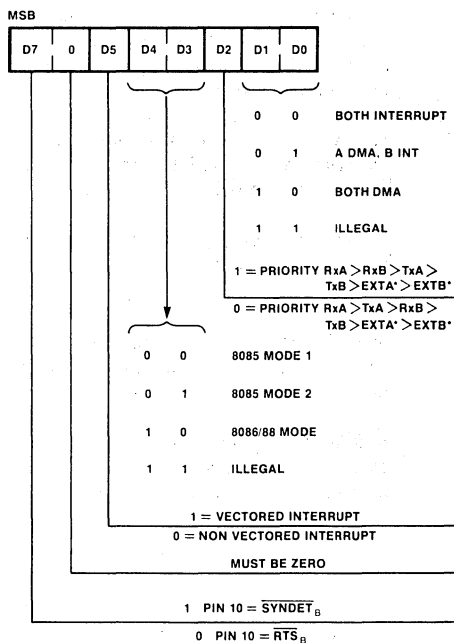 MSB
D7 0 D5 D4 D3 D2 D1 D0
0 0 BOTH INTERRUPT
0 1 A DMA, B INT
1 0 BOTH DMA
1 1 ILLEGAL
1 = PRIORITY RxA > RxB > TxA >
TxB > EXTA* > EXTB*
0 = PRIORITY RxA > TxA > RxB >
TxB > EXTA* > EXTB*
0 0 8085 MODE 1
0 1 8085 MODE 2
1 0 8086/88 MODE
1 1 ILLEGAL
1 = VECTORED INTERRUPT
0 = NON VECTORED INTERRUPT
MUST BE ZERO
1 PIN 10 = S̅Y̅N̅D̅E̅T̅ B
0 PIN 10 = R̅T̅S̅ B